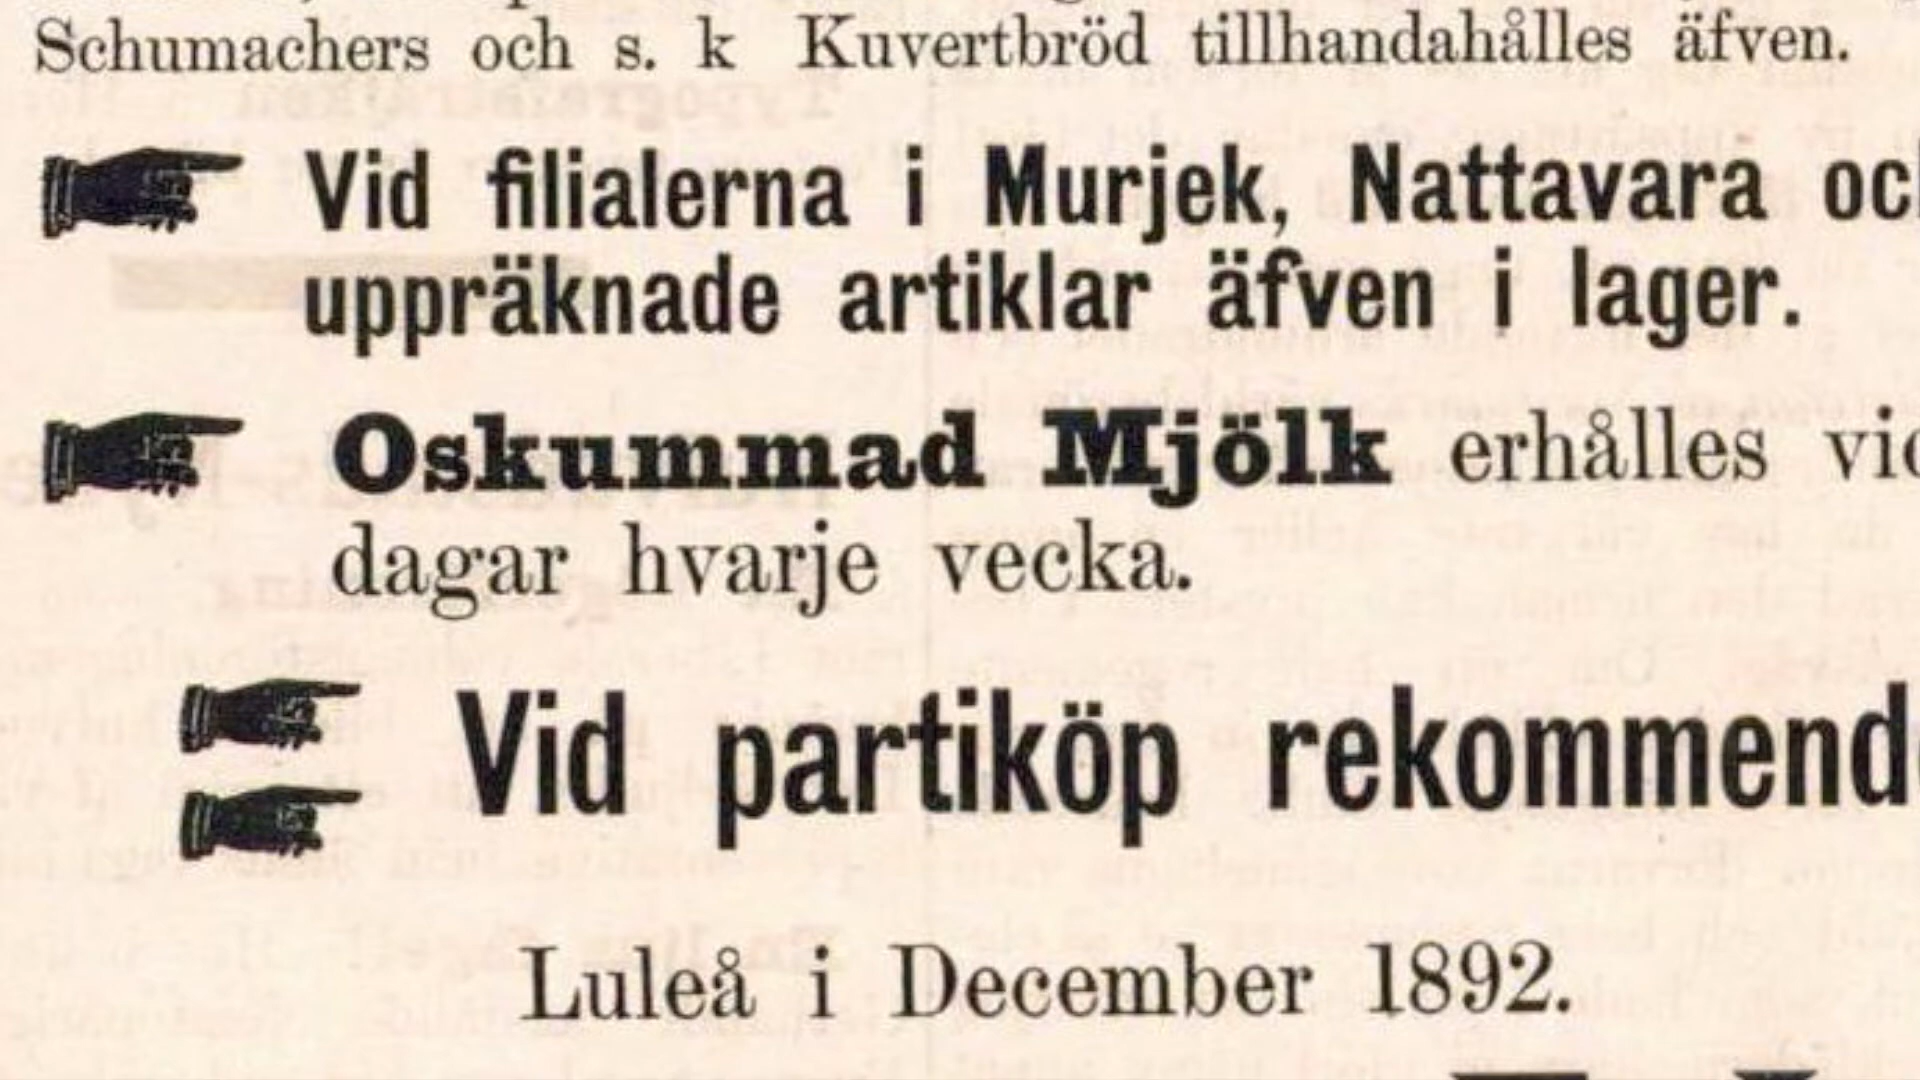 Schumachers och s. k Kuvertbröd tillhandahålles äfven.
Vid filialerna i Murjek, Nattavara
uppräknade artiklar äfven i lager.
Oskummad Mjölk erhålles
dagar hvarje vecka.
Vid partiköp
Luleå i December 1892.